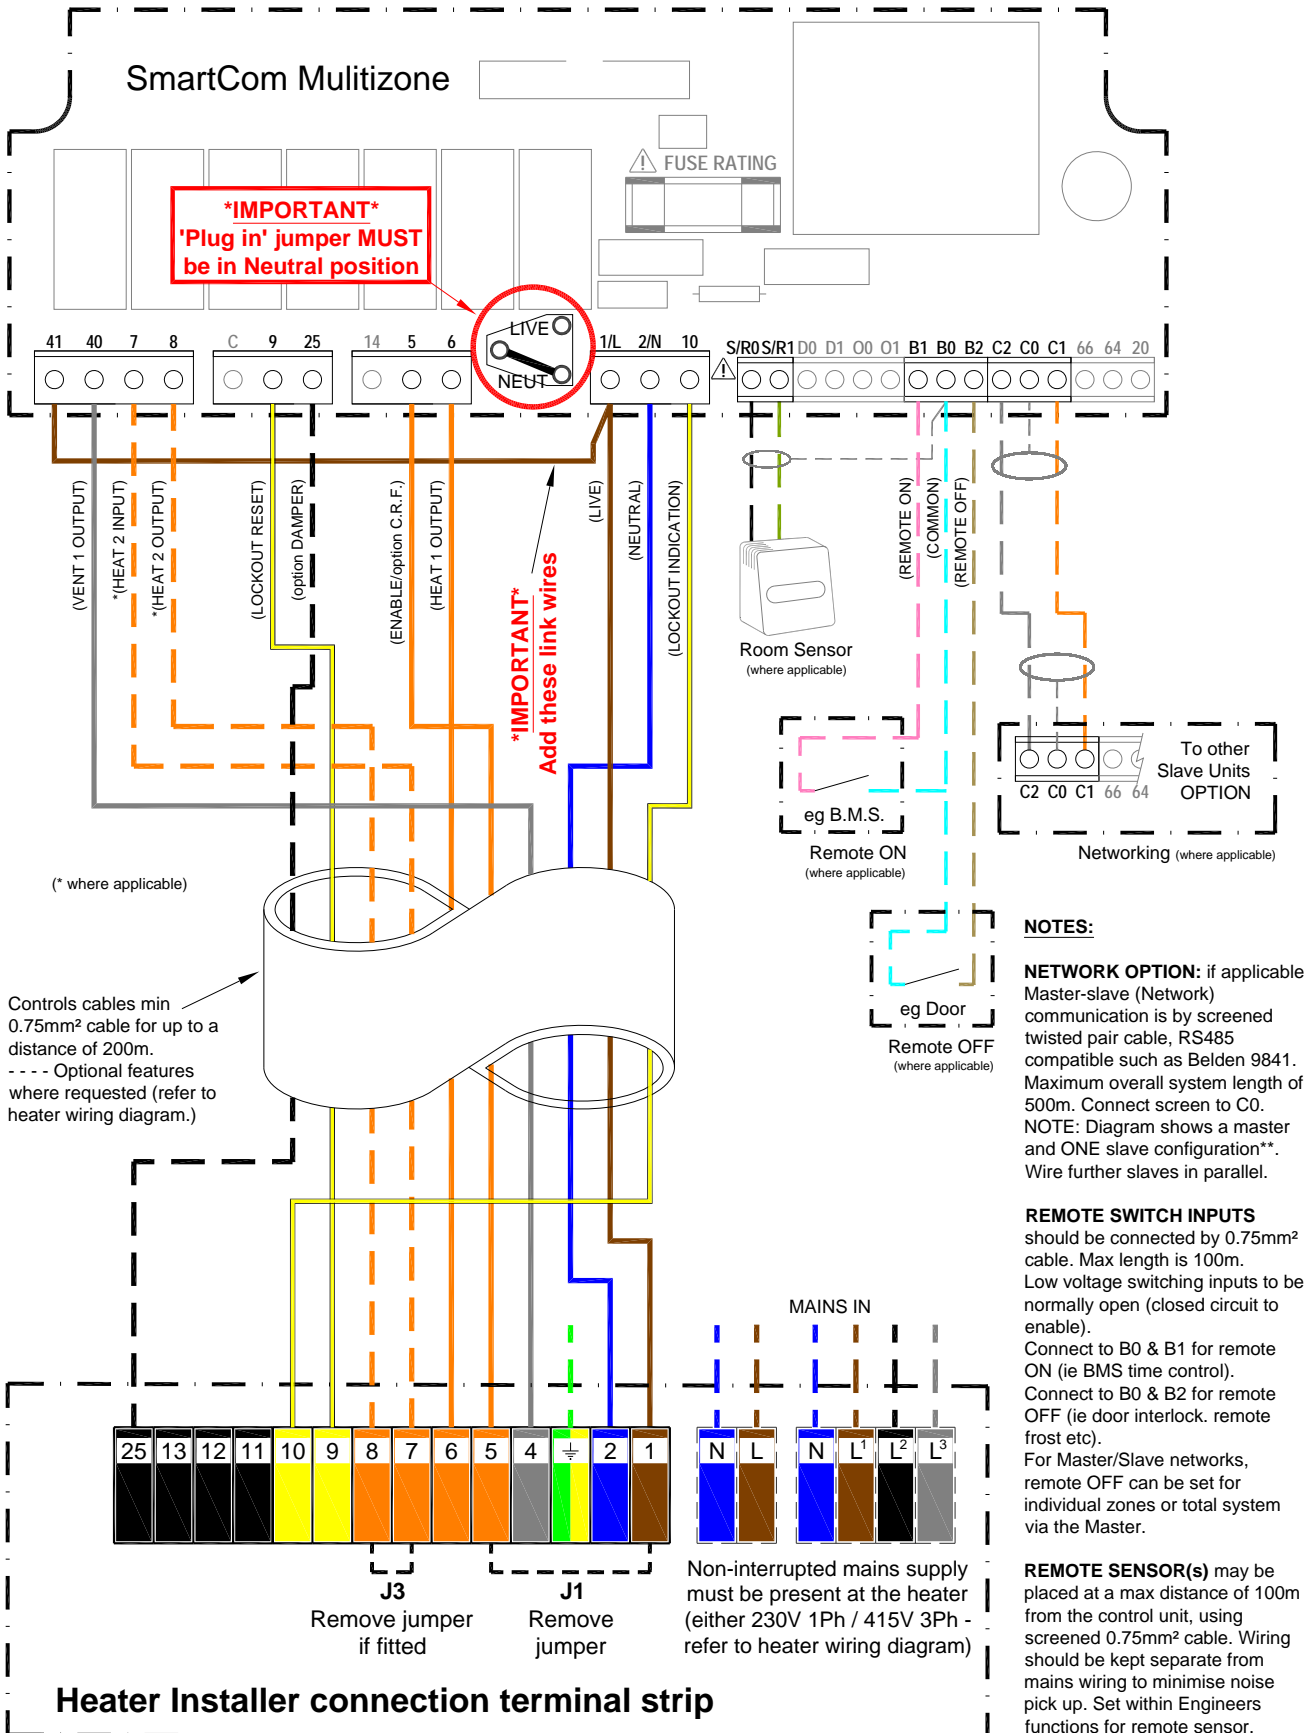 SmartCom Mulitizone
FUSE RATING
*IMPORTANT*
'Plug in' jumper MUST
be in Neutral position
LIVE
NEUT
41 40 7 8 C 9 25 14 5 6 1/L 2/N 10 S/R0 S/R1 D0 D1 O0 O1 B1 B0 B2 C2 C0 C1 66 64 20
(VENT 1 OUTPUT)
*(HEAT 2 INPUT)
*(HEAT 2 OUTPUT)
(LOCKOUT RESET)
(option DAMPER)
(ENABLE/option C.R.F.)
(HEAT 1 OUTPUT)
*IMPORTANT*
Add these link wires
(LIVE)
(NEUTRAL)
(LOCKOUT INDICATION)
(REMOTE ON)
(COMMON)
(REMOTE OFF)
Room Sensor
(where applicable)
eg B.M.S.
Remote ON
(where applicable)
To other
Slave Units
OPTION
C2 C0 C1 66 64
Networking (where applicable)
eg Door
Remote OFF
(where applicable)
(* where applicable)
Controls cables min
0.75mm² cable for up to a
distance of 200m.
- - - - Optional features
where requested (refer to
heater wiring diagram.)
NOTES:
NETWORK OPTION: if applicable
Master-slave (Network)
communication is by screened
twisted pair cable, RS485
compatible such as Belden 9841.
Maximum overall system length of
500m. Connect screen to C0.
NOTE: Diagram shows a master
and ONE slave configuration**.
Wire further slaves in parallel.
REMOTE SWITCH INPUTS
should be connected by 0.75mm²
cable. Max length is 100m.
Low voltage switching inputs to be
normally open (closed circuit to
enable).
Connect to B0 & B1 for remote
ON (ie BMS time control).
Connect to B0 & B2 for remote
OFF (ie door interlock. remote
frost etc).
For Master/Slave networks,
remote OFF can be set for
individual zones or total system
via the Master.
REMOTE SENSOR(s) may be
placed at a max distance of 100m
from the control unit, using
screened 0.75mm² cable. Wiring
should be kept separate from
mains wiring to minimise noise
pick up. Set within Engineers
functions for remote sensor.
MAINS IN
25 13 12 11 10 9 8 7 6 5 4 2 1 N L N L¹ L² L³
J3
Remove jumper
if fitted
J1
Remove
jumper
Non-interrupted mains supply
must be present at the heater
(either 230V 1Ph / 415V 3Ph -
refer to heater wiring diagram)
Heater Installer connection terminal strip